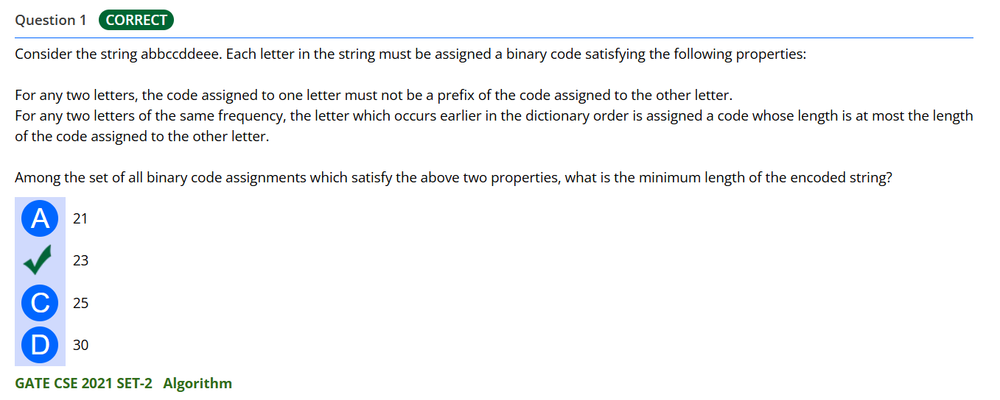 Question 1 CORRECT
Consider the string abbccddeee. Each letter in the string must be assigned a binary code satisfying the following properties:
For any two letters, the code assigned to one letter must not be a prefix of the code assigned to the other letter.
For any two letters of the same frequency, the letter which occurs earlier in the dictionary order is assigned a code whose length is at most the length
of the code assigned to the other letter.
Among the set of all binary code assignments which satisfy the above two properties, what is the minimum length of the encoded string?
A 21
23
C 25
D 30
GATE CSE 2021 SET-2 Algorithm